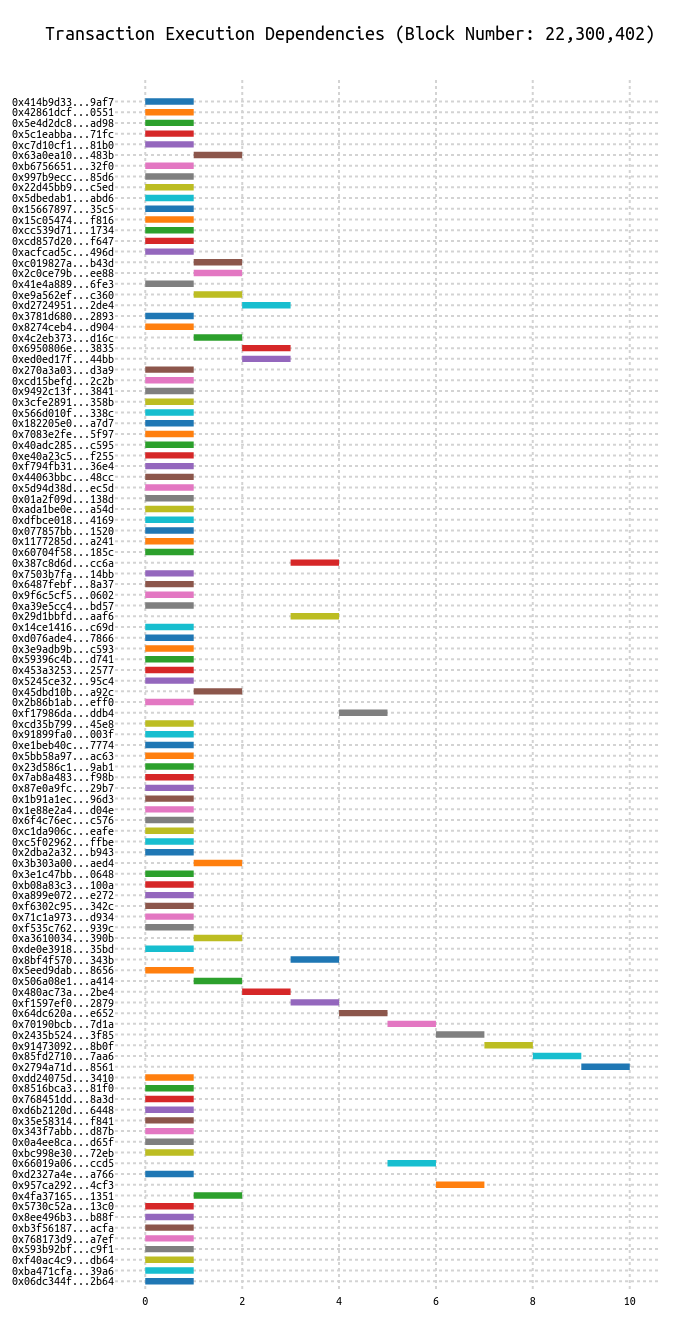 Transaction Execution Dependencies (Block Number: 22,300,402)
0x414b9d33...9af7
0x42861dcf...0551
0x5e4d2dc8...ad98
0x5c1eabba...71fc
0xc7d10cf1...81b0
0x63a0ea10...483b
0xb6756651...32f0
0x997b9ecc...85d6
0x22d45bb9...c5ed
0x5dbedab1...abd6
0x15667897...35c5
0x15c05474...f816
0xcc539d71...1734
0xcd857d20...f647
0xacfcad5c...496d
0xc019827a...b43d
0x2c0ce79b...ee88
0x41e4a889...6fe3
0xe9a562ef...c360
0xd2724951...2de4
0x3781d680...2893
0x8274ceb4...d904
0x4c2eb373...d16c
0x6950806e...3835
0xed0ed17f...44bb
0x270a3a03...d3a9
0xcd15befd...2c2b
0x9492c13f...3841
0x3cfe2891...358b
0x566d010f...338c
0x182205e0...a7d7
0x7083e2fe...5f97
0x40adc285...c595
0xe40a23c5...f255
0xf794fb31...36e4
0x44063bbc...48cc
0x5d94d38d...ec5d
0x01a2f09d...138d
0xada1be0e...a54d
0xdfbce018...4169
0x077857bb...1520
0x1177285d...a241
0x60704f58...185c
0x387c8d6d...cc6a
0x7503b7fa...14bb
0x6487febf...8a37
0x9f6c5cf5...0602
0xa39e5cc4...bd57
0x29d1bbfd...aaf6
0x14ce1416...c69d
0xd076ade4...7866
0x3e9adb9b...c593
0x59396c4b...d741
0x453a3253...2577
0x5245ce32...95c4
0x45dbd10b...a92c
0x2b86b1ab...eff0
0xf17986da...ddb4
0xcd35b799...45e8
0x91899fa0...003f
0xe1beb40c...7774
0x5bb58a97...ac63
0x23d586c1...9ab1
0x7ab8a483...f98b
0x87e0a9fc...29b7
0x1b91a1ec...96d3
0x1e88e2a4...d04e
0x6f4c76ec...c576
0xc1da906c...eafe
0xc5f02962...ffbe
0x2dba2a32...b943
0x3b303a00...aed4
0x3e1c47bb...0648
0xb08a83c3...100a
0xa899e072...e272
0xf6302c95...342c
0x71c1a973...d934
0xf535c762...939c
0xa3610034...390b
0xde0e3918...35bd
0x8bf4f570...343b
0x5eed9dab...8656
0x506a08e1...a414
0x480ac73a...2be4
0xf1597ef0...2879
0x64dc620a...e652
0x70190bcb...7d1a
0x2435b524...3f85
0x91473092...8b0f
0x85fd2710...7aa6
0x2794a71d...8561
0xdd24075d...3410
0x8516bca3...81f0
0x768451dd...8a3d
0xd6b2120d...6448
0x35e58314...f841
0x343f7abb...d87b
0x0a4ee8ca...d65f
0xbc998e30...72eb
0x66019a06...ccd5
0xd2327a4e...a766
0x957ca292...4cf3
0x4fa37165...1351
0x5730c52a...13c0
0x8ee496b3...b88f
0xb3f56187...acfa
0x768173d9...a7ef
0x593b92bf...c9f1
0xf40ac4c9...db64
0xba471cfa...39a6
0x06dc344f...2b64
0 2 4 6 8 10